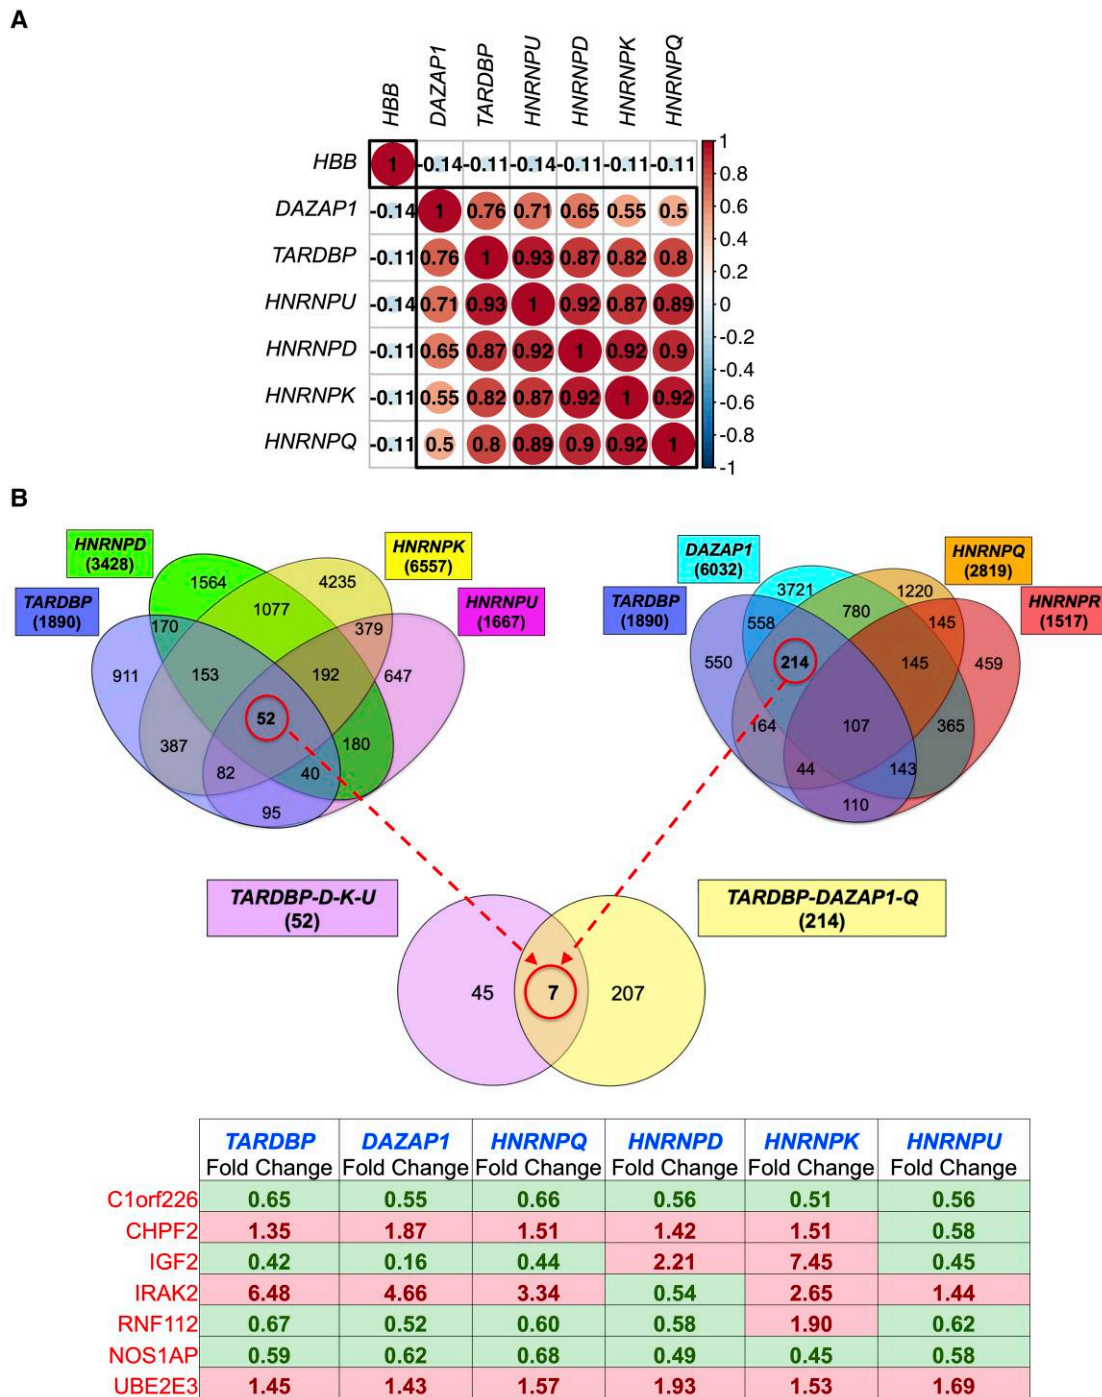 A
HBB DAZAP1 TARDBP HNRNPU HNRNPD HNRNPK HNRNPQ
HBB 1 -0.14 -0.11 -0.14 -0.11 -0.11 -0.11
DAZAP1 -0.14 1 0.76 0.71 0.65 0.55 0.5
TARDBP -0.11 0.76 1 0.93 0.87 0.82 0.8
HNRNPU -0.14 0.71 0.93 1 0.92 0.87 0.89
HNRNPD -0.11 0.65 0.87 0.92 1 0.92 0.9
HNRNPK -0.11 0.55 0.82 0.87 0.92 1 0.92
HNRNPQ -0.11 0.5 0.8 0.89 0.9 0.92 1
1
0.8
0.6
0.4
0.2
0
-0.2
-0.4
-0.6
-0.8
-1
B
HNRNPD
(3428)
HNRNPK
(6557)
TARDBP
(1890)
HNRNPU
(1667)
1564
4235
1077
170
379
911
153
192
647
52
387
180
82
40
95
DAZAP1
(6032)
HNRNPQ
(2819)
TARDBP
(1890)
HNRNPR
(1517)
3721
1220
780
558
145
550
214
145
459
164
107
365
44
143
110
TARDBP-D-K-U
(52)
TARDBP-DAZAP1-Q
(214)
45
7
207
TARDBP DAZAP1 HNRNPQ HNRNPD HNRNPK HNRNPU
Fold Change Fold Change Fold Change Fold Change Fold Change Fold Change
C1orf226 0.65 0.55 0.66 0.56 0.51 0.56
CHPF2 1.35 1.87 1.51 1.42 1.51 0.58
IGF2 0.42 0.16 0.44 2.21 7.45 0.45
IRAK2 6.48 4.66 3.34 0.54 2.65 1.44
RNF112 0.67 0.52 0.60 0.58 1.90 0.62
NOS1AP 0.59 0.62 0.68 0.49 0.45 0.58
UBE2E3 1.45 1.43 1.57 1.93 1.53 1.69